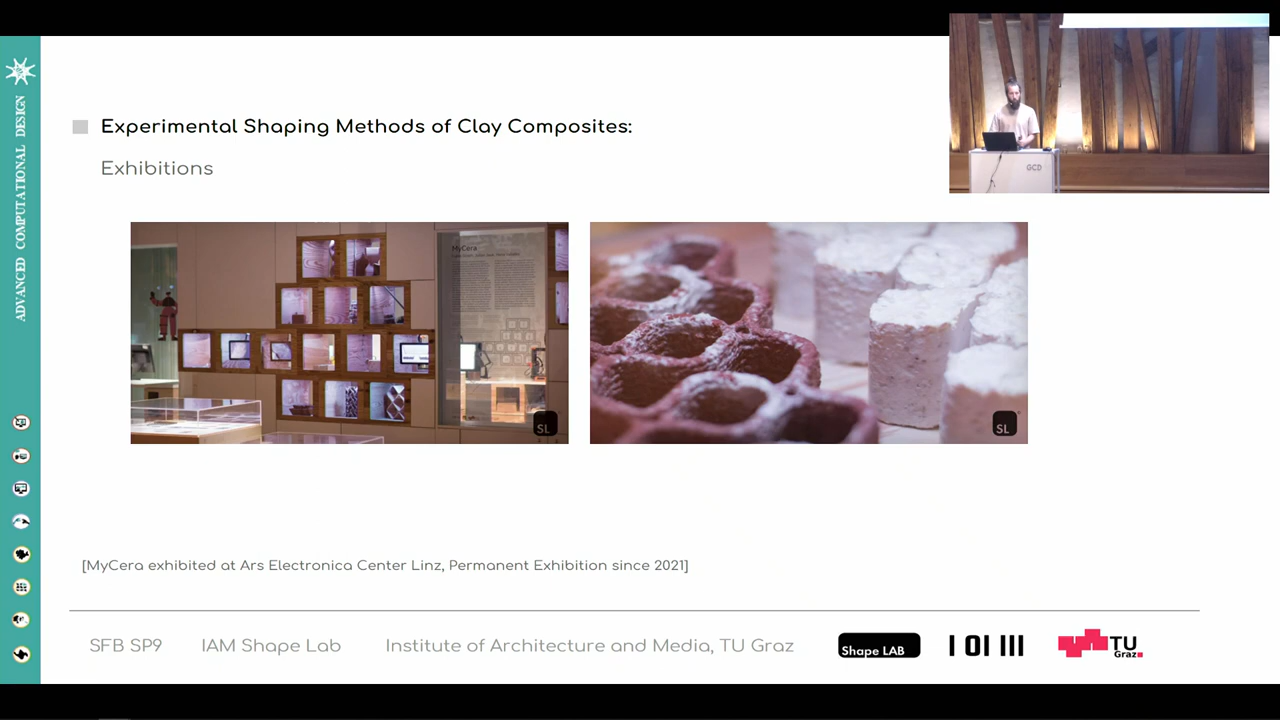 ADVANCED COMPUTATIONAL DESIGN
Experimental Shaping Methods of Clay Composites:
Exhibitions
GCD
MyCera
SL
SL
[MyCera exhibited at Ars Electronica Center Linz, Permanent Exhibition since 2021]
SFB SP9
IAM Shape Lab
Institute of Architecture and Media, TU Graz
Shape LAB
I OI III
TU
Graz